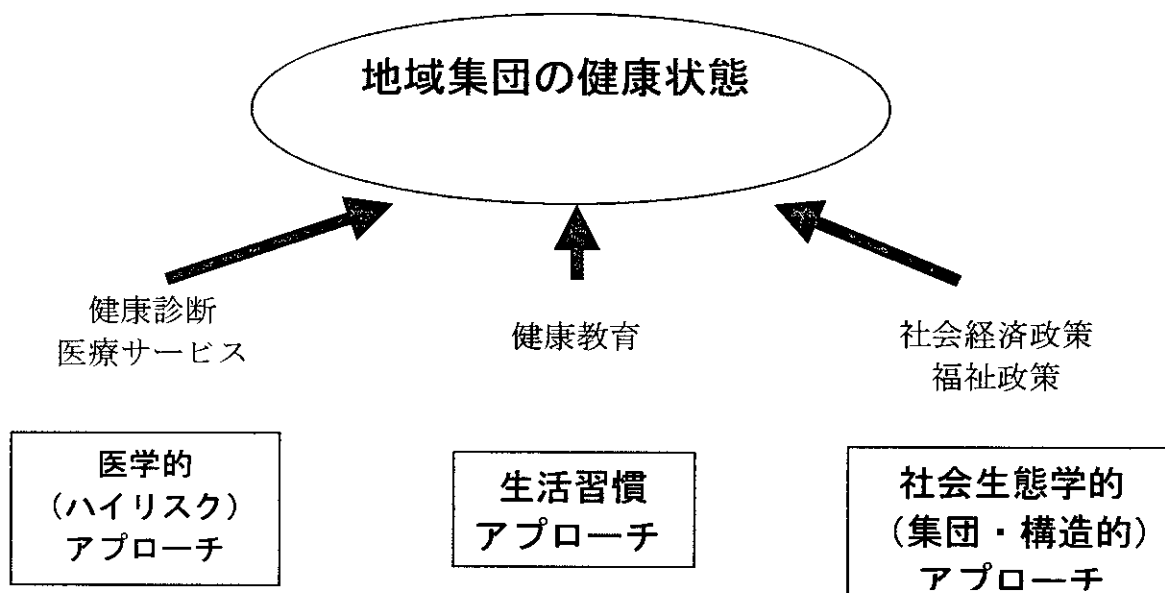 地域集団の健康状態
健康診断
医療サービス
健康教育
社会経済政策
福祉政策
医学的
（ハイリスク）
アプローチ
生活習慣
アプローチ
社会生態学的
（集団・構造的）
アプローチ